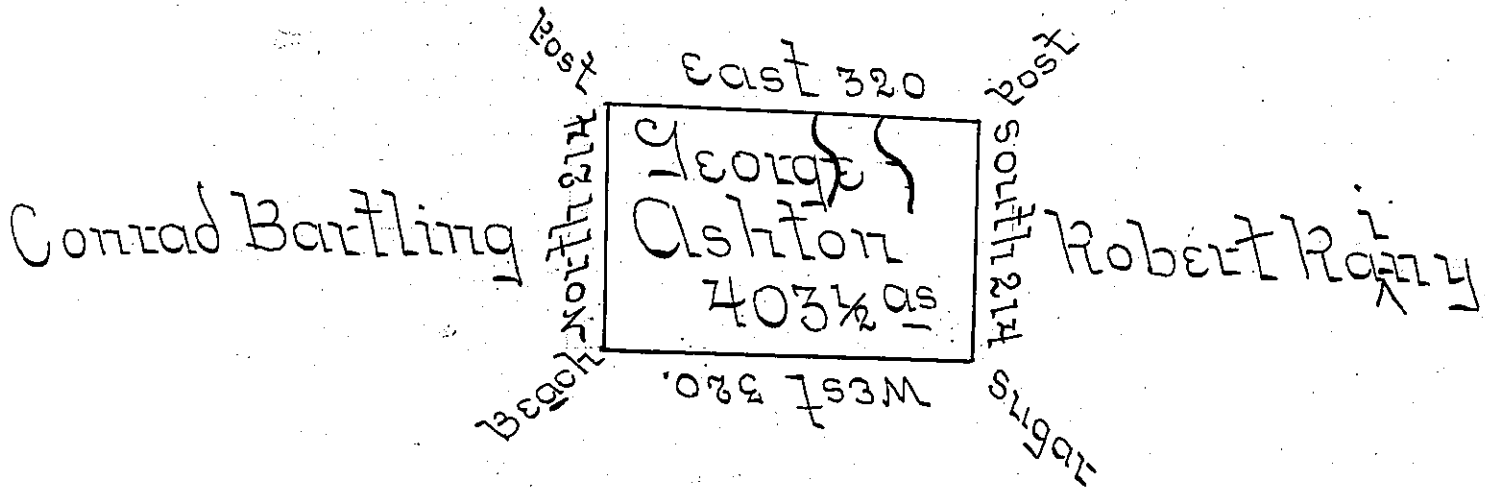 Post
East 320
Post
North 214
George
Ashton
403½ as
South 214
Conrad Bartling
Robert Rainy
Beach
West 320.
Sugar